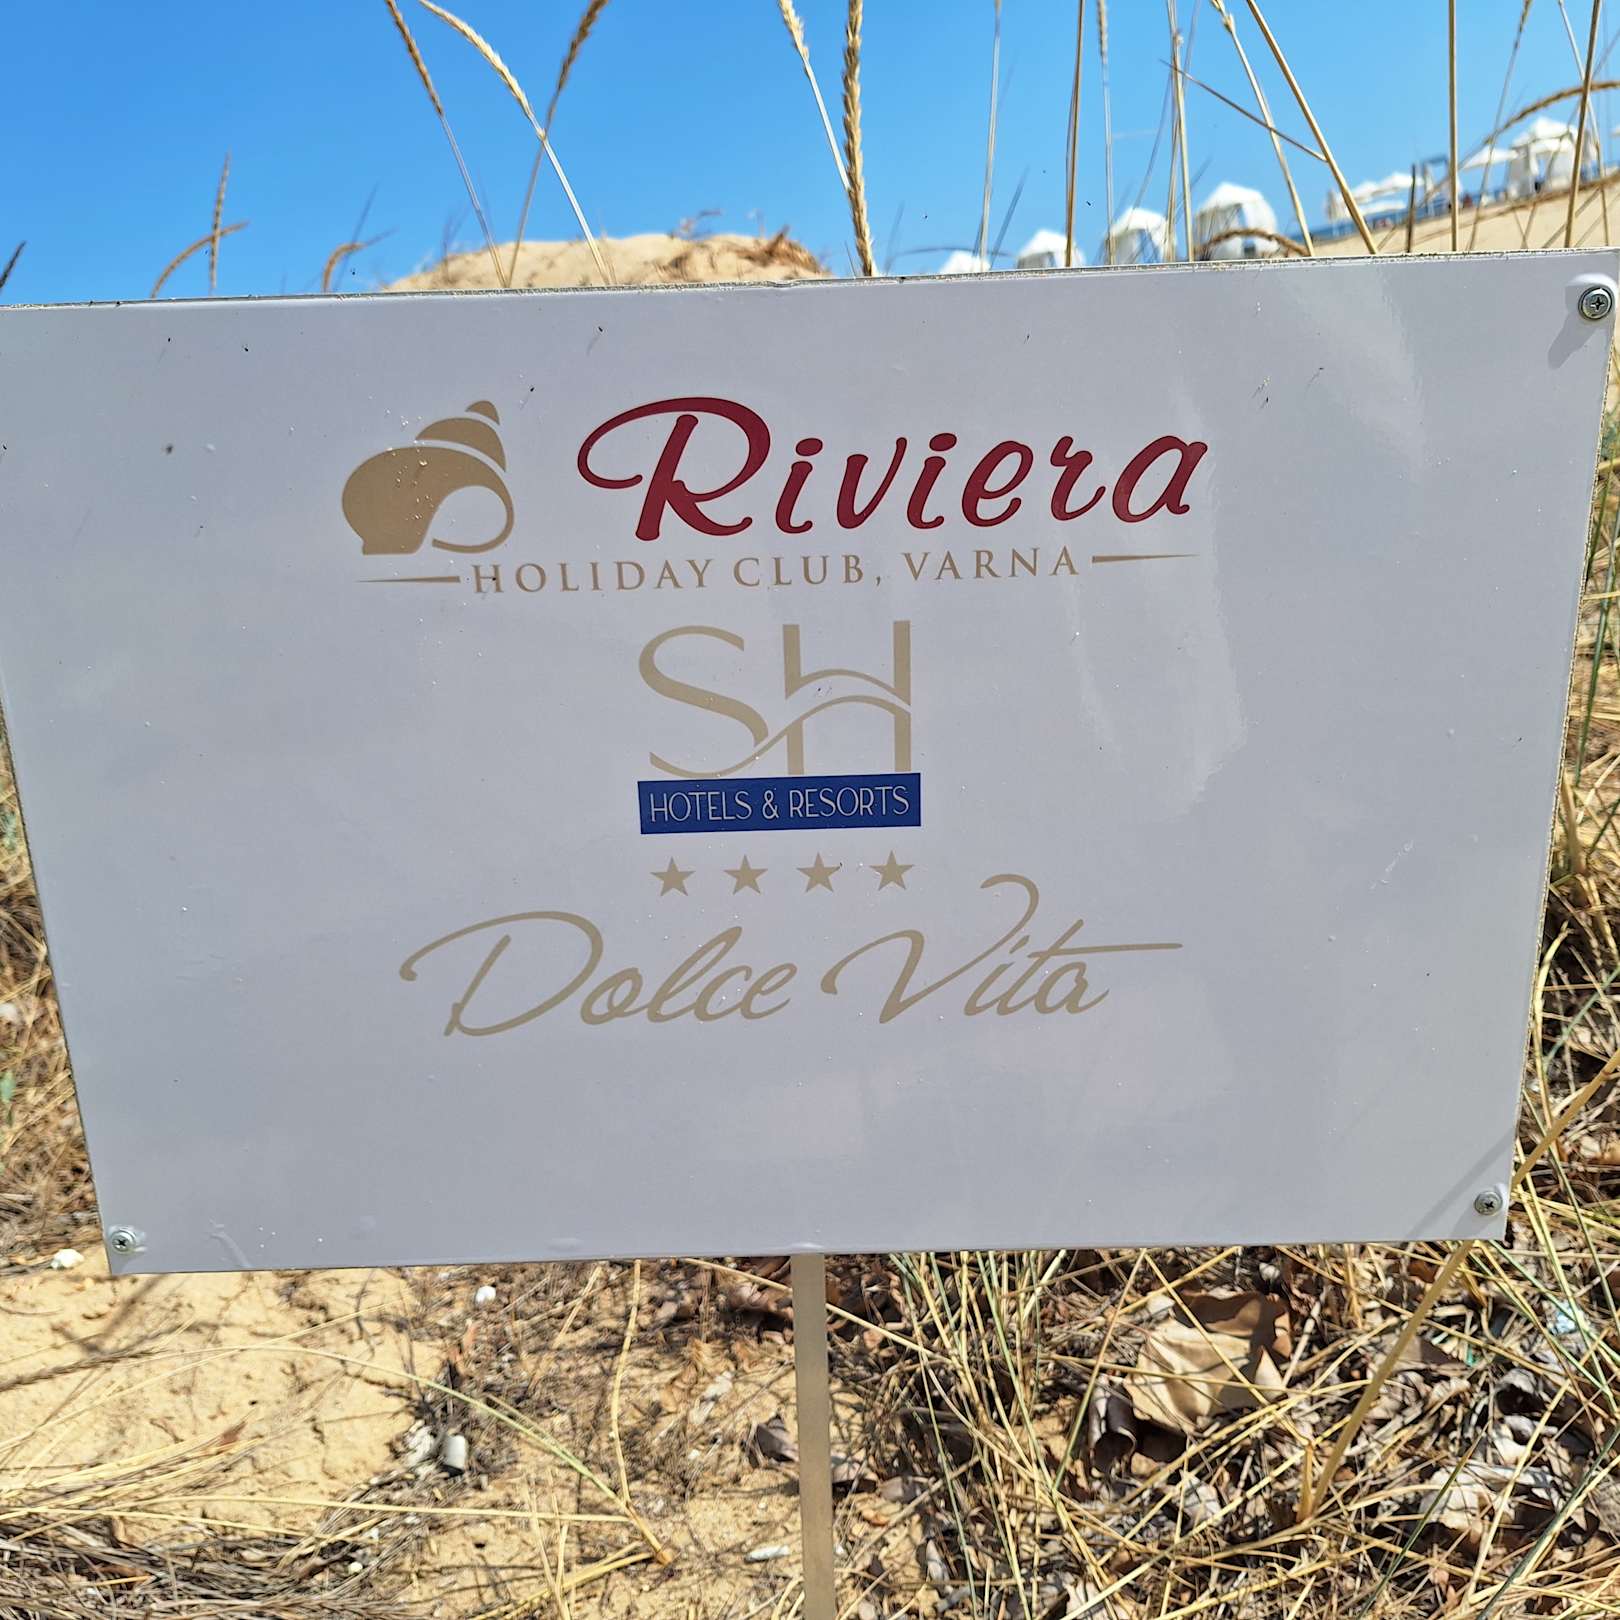 Riviera
HOLIDAY CLUB, VARNA
SH
HOTELS & RESORTS
Dolce Vita